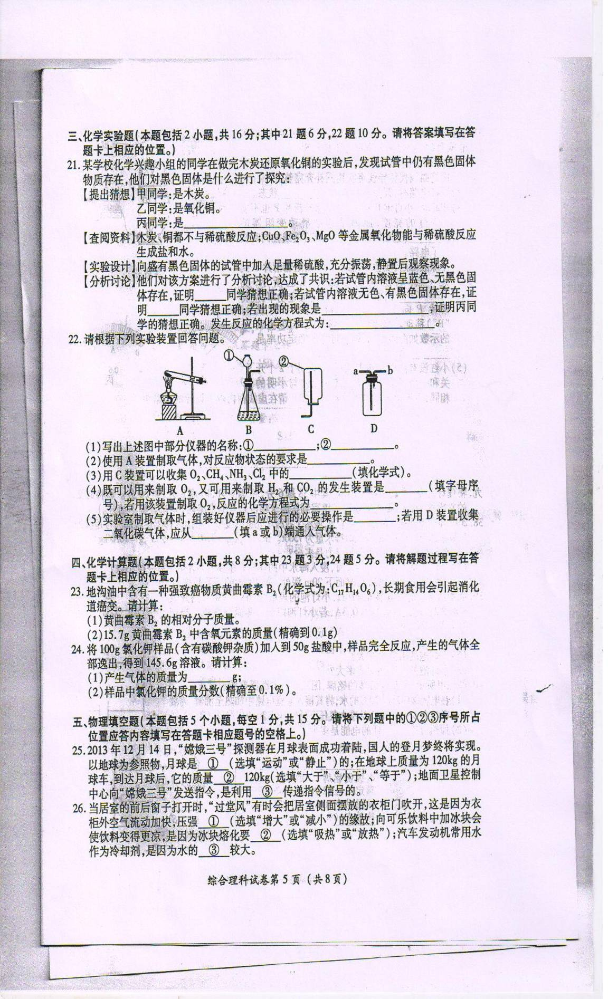 三、化学实验题(本题包括2小题,共16分;其中21题6分,22题10分。请将答案填写在答
题卡上相应的位置。)
21.某学校化学兴趣小组的同学在做完木炭还原氧化铜的实验后,发现试管中仍有黑色固体
物质存在,他们对黑色固体是什么进行了探究:
【提出猜想】甲同学:是木炭。
乙同学:是氧化铜。
丙同学:是____________。
【查阅资料】木炭、铜都不与稀硫酸反应;CuO、Fe₂O₃、MgO等金属氧化物能与稀硫酸反应
生成盐和水。
【实验设计】向盛有黑色固体的试管中加入足量稀硫酸,充分振荡,静置后观察现象。
【分析讨论】他们对该方案进行了分析讨论,达成了共识:若试管内溶液呈蓝色、无黑色固
体存在,证明______同学猜想正确;若试管内溶液无色、有黑色固体存在,证
明______同学猜想正确;若出现的现象是____________;证明丙同
学的猜想正确。发生反应的化学方程式为:____________。
22.请根据下列实验装置回答问题。
① ② a b
A B C D
(1)写出上述图中部分仪器的名称:①____________;②____________。
(2)使用A装置制取气体,对反应物状态的要求是____________。
(3)用C装置可以收集O₂、CH₄、NH₃、Cl₂中的____________(填化学式)。
(4)既可以用来制取O₂,又可用来制取H₂和CO₂的发生装置是________(填字母序
号),若用该装置制取O₂,反应的化学方程式为____________。
(5)实验室制取气体时,组装好仪器后应进行的必要操作是________;若用D装置收集
二氧化碳气体,应从________(填a或b)端通入气体。
四、化学计算题(本题包括2小题,共8分;其中23题3分,24题5分。请将解题过程写在答
题卡上相应的位置。)
23.地沟油中含有一种强致癌物质黄曲霉素B₂(化学式为:C₁₇H₁₄O₆),长期食用会引起消化
道癌变。请计算:
(1)黄曲霉素B₂的相对分子质量。
(2)15.7g黄曲霉素B₂中含氧元素的质量(精确到0.1g)
24.将100g氯化钾样品(含有碳酸钾杂质)加入到50g盐酸中,样品完全反应,产生的气体全
部逸出,得到145.6g溶液。请计算:
(1)产生气体的质量为________g;
(2)样品中氯化钾的质量分数(精确至0.1%)。
五、物理填空题(本题包括5个小题,每空1分,共15分。请将下列题中的①②③序号所占
位置应答内容填写在答题卡相应题号的空格上。)
25.2013年12月14日,“嫦娥三号”探测器在月球表面成功着陆,国人的登月梦终将实现。
以地球为参照物,月球是 ① (选填“运动”或“静止”)的;在地球上质量为120kg的月
球车,到达月球后,它的质量 ② 120kg(选填“大于”、“小于”、“等于”);地面卫星控制
中心向“嫦娥三号”发送指令,是利用 ③ 传递指令信号的。
26.当居室的前后窗子打开时,“过堂风”有时会把居室侧面摆放的衣柜门吹开,这是因为衣
柜外空气流动加快,压强 ① (选填“增大”或“减小”)的缘故;向可乐饮料中加冰块会
使饮料变得更凉,是因为冰块熔化要 ② (选填“吸热”或“放热”);汽车发动机常用水
作为冷却剂,是因为水的 ③ 较大。
综合理科试卷第5页(共8页)